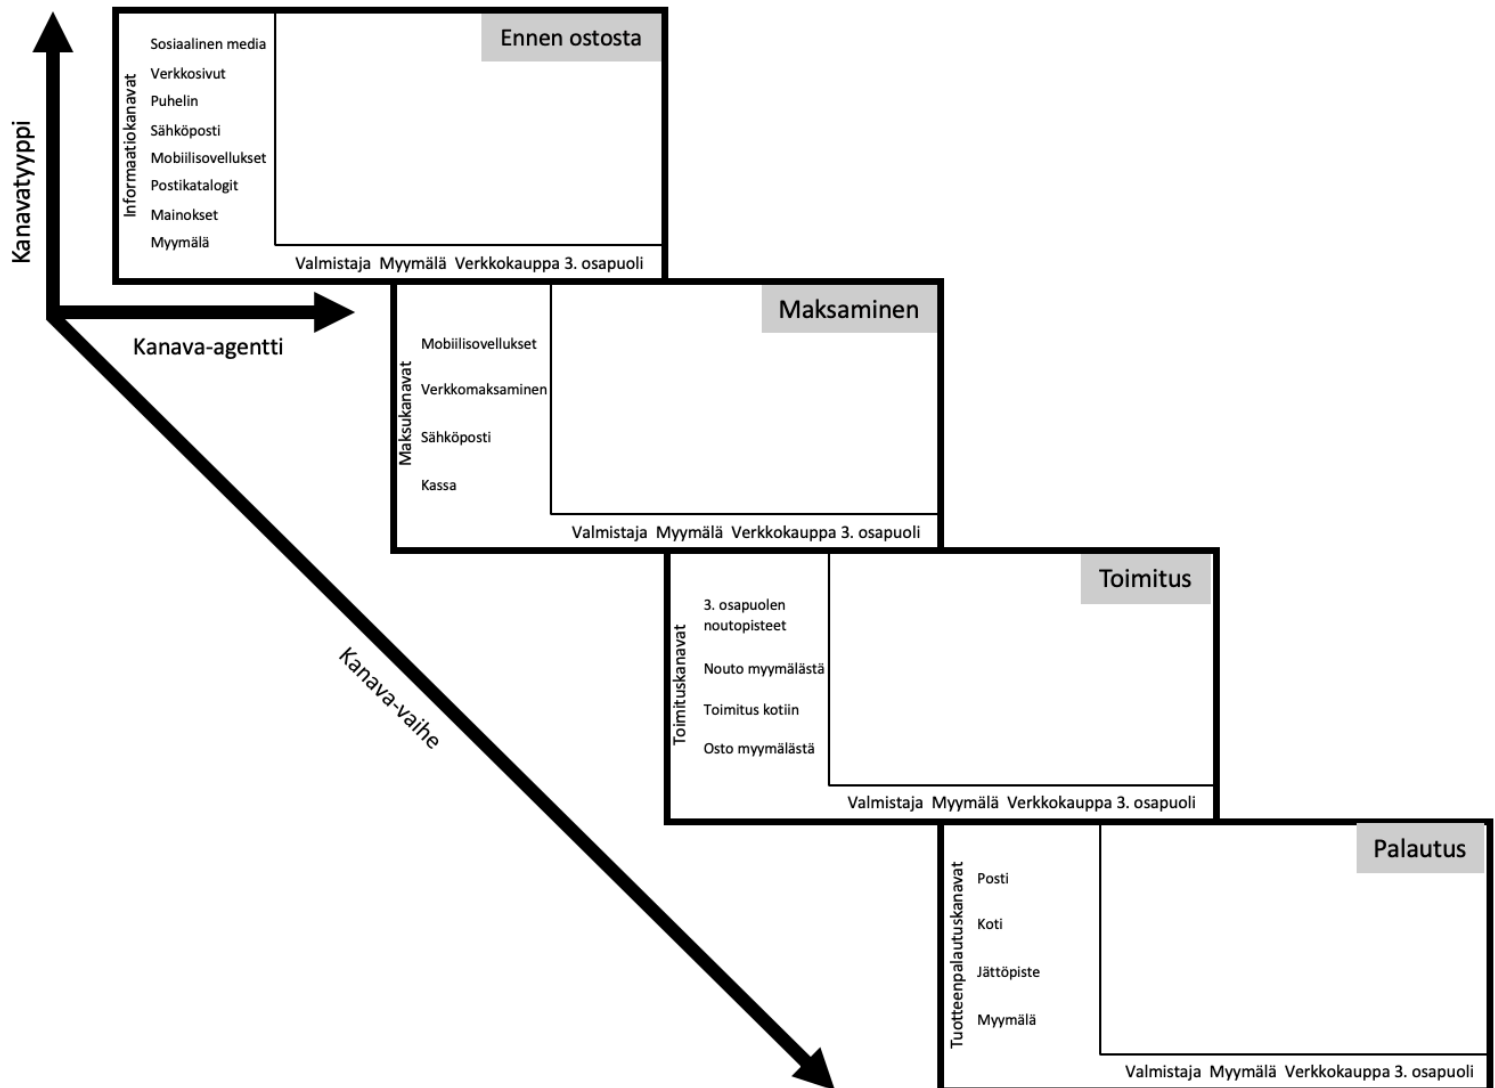 Kanavatyyppi
Informaatiokanavat
Sosiaalinen media
Verkkosivut
Puhelin
Sähköposti
Mobiilisovellukset
Postikatalogit
Mainokset
Myymälä
Ennen ostosta
Valmistaja Myymälä Verkkokauppa 3. osapuoli
Kanava-agentti
Maksukanavat
Mobiilisovellukset
Verkkomaksaminen
Sähköposti
Kassa
Maksaminen
Valmistaja Myymälä Verkkokauppa 3. osapuoli
Kanava-vaihe
Toimituskanavat
3. osapuolen
noutopisteet
Nouto myymälästä
Toimitus kotiin
Osto myymälästä
Toimitus
Valmistaja Myymälä Verkkokauppa 3. osapuoli
Tuotteenpalautuskanavat
Posti
Koti
Jättöpiste
Myymälä
Palautus
Valmistaja Myymälä Verkkokauppa 3. osapuoli